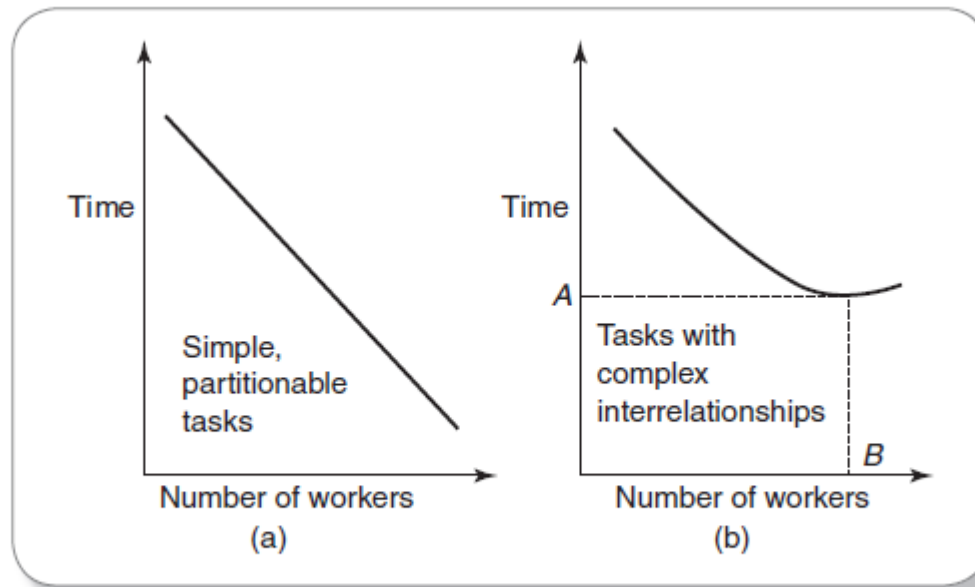 Time
Simple,
partitionable
tasks
Number of workers
(a)
Time
A
Tasks with
complex
interrelationships
B
Number of workers
(b)